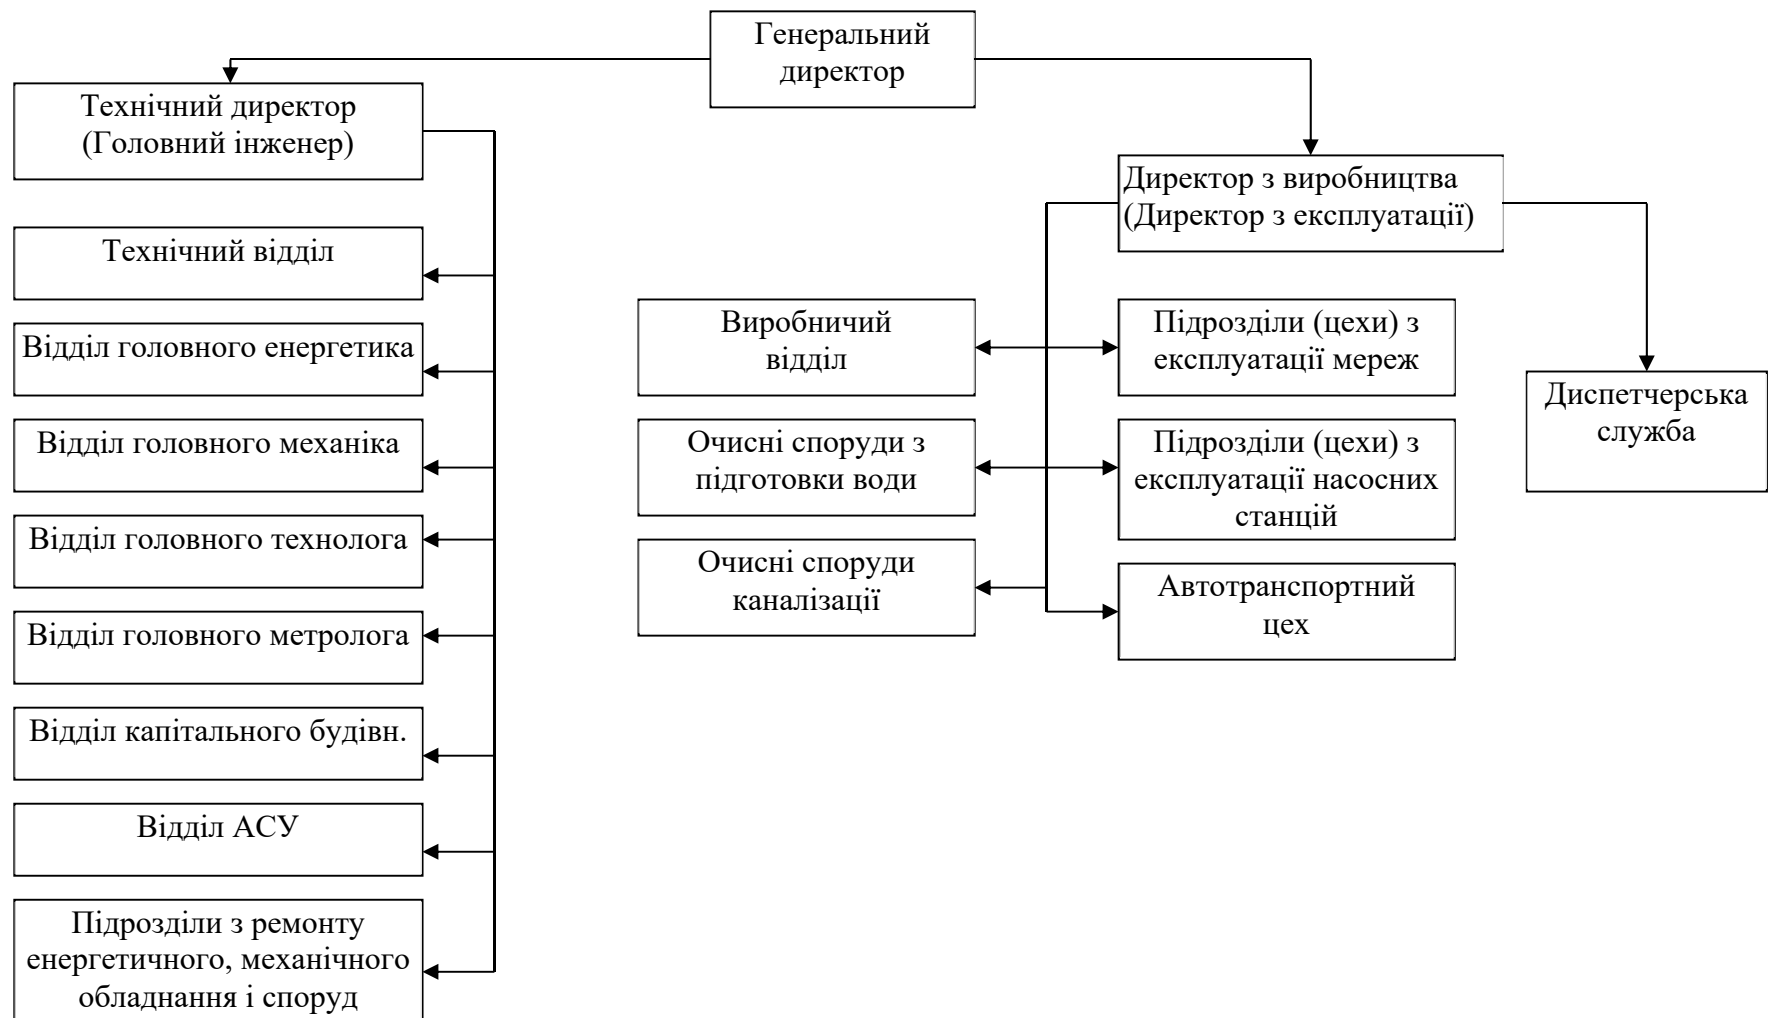 Генеральний
директор
Технічний директор
(Головний інженер)
Технічний відділ
Відділ головного енергетика
Відділ головного механіка
Відділ головного технолога
Відділ головного метролога
Відділ капітального будівн.
Відділ АСУ
Підрозділи з ремонту
енергетичного, механічного
обладнання і споруд
Директор з виробництва
(Директор з експлуатації)
Виробничий
відділ
Очисні споруди з
підготовки води
Очисні споруди
каналізації
Підрозділи (цехи) з
експлуатації мереж
Підрозділи (цехи) з
експлуатації насосних
станцій
Автотранспортний
цех
Диспетчерська
служба